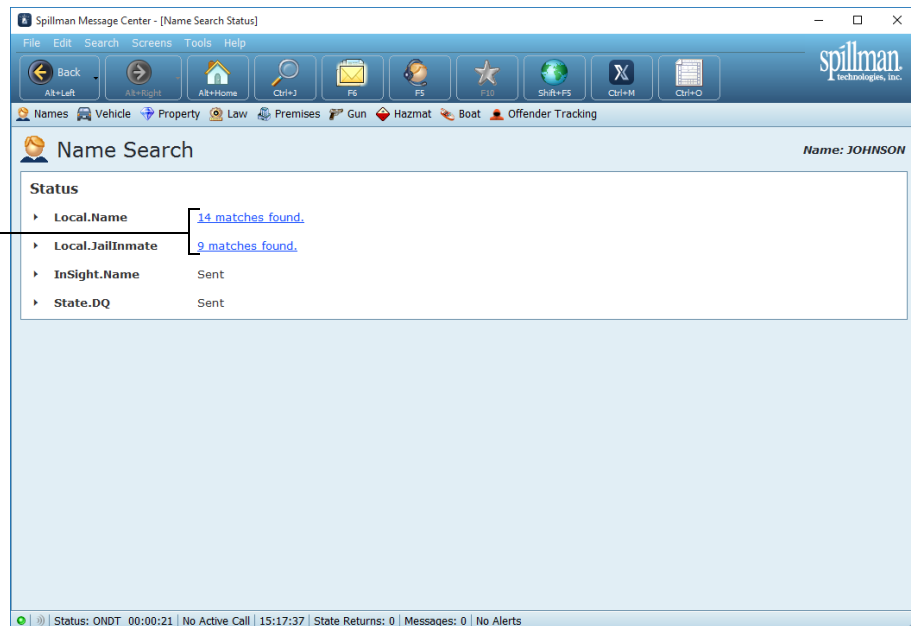 Spillman Message Center - [Name Search Status]
File Edit Search Screens Tools Help
Back
Alt+Left
Alt+Right
Alt+Home
Ctrl+J
F6
F5
F10
Shift+F5
X
Ctrl+M
Ctrl+O
spillman.
technologies, inc.
Names Vehicle Property Law Premises Gun Hazmat Boat Offender Tracking
Name Search
Name: JOHNSON
Status
Local.Name 14 matches found.
Local.JailInmate 9 matches found.
InSight.Name Sent
State.DQ Sent
Status: ONDT 00:00:21 No Active Call 15:17:37 State Returns: 0 Messages: 0 No Alerts